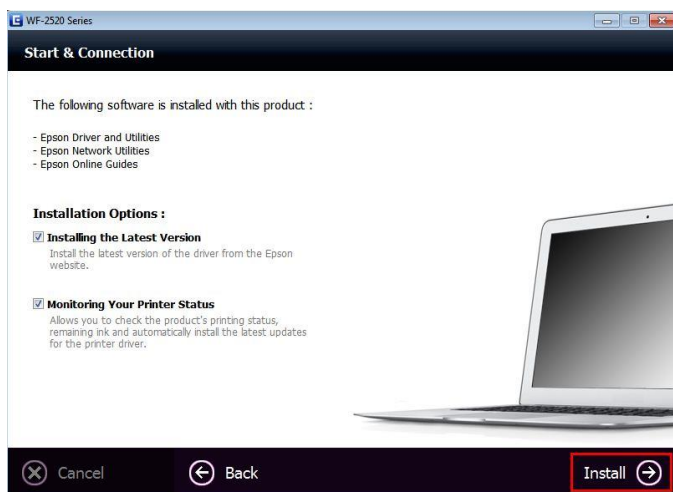 WF-2520 Series
Start & Connection
The following software is installed with this product :
- Epson Driver and Utilities
- Epson Network Utilities
- Epson Online Guides
Installation Options :
Installing the Latest Version
Install the latest version of the driver from the Epson
website.
Monitoring Your Printer Status
Allows you to check the product's printing status,
remaining ink and automatically install the latest updates
for the printer driver.
Cancel
Back
Install